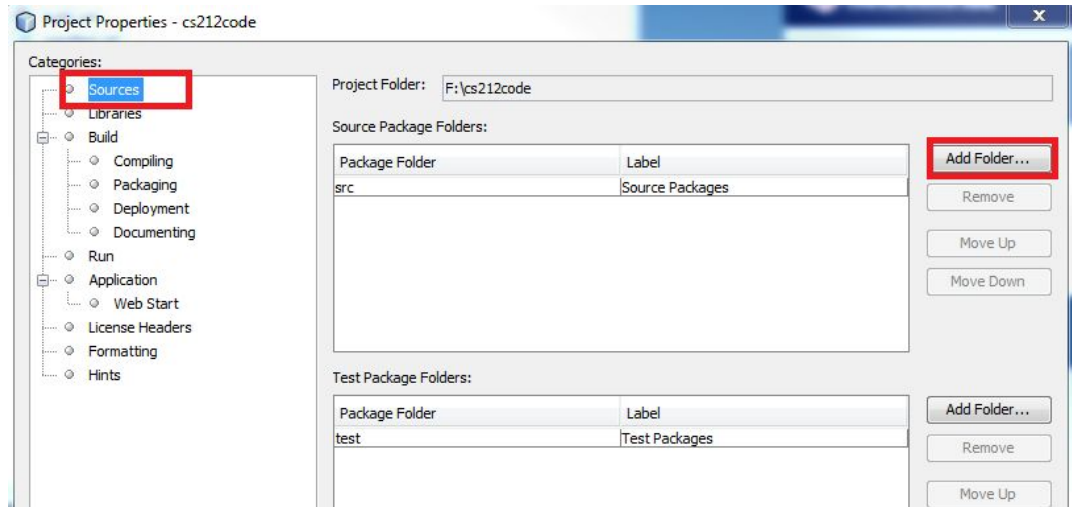 Project Properties - cs212code
x
Categories:
Sources
Libraries
Build
Compiling
Packaging
Deployment
Documenting
Run
Application
Web Start
License Headers
Formatting
Hints
Project Folder: F:\cs212code
Source Package Folders:
Package Folder Label
src Source Packages
Add Folder...
Remove
Move Up
Move Down
Test Package Folders:
Package Folder Label
test Test Packages
Add Folder...
Remove
Move Up